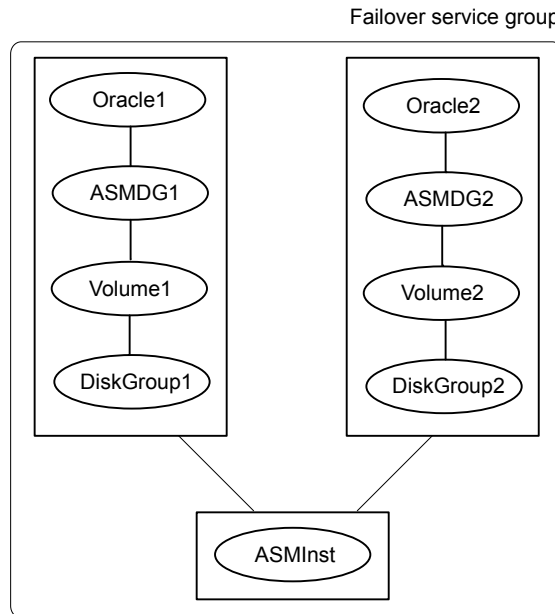 Failover service group
Oracle1
ASMDG1
Volume1
DiskGroup1
Oracle2
ASMDG2
Volume2
DiskGroup2
ASMInst